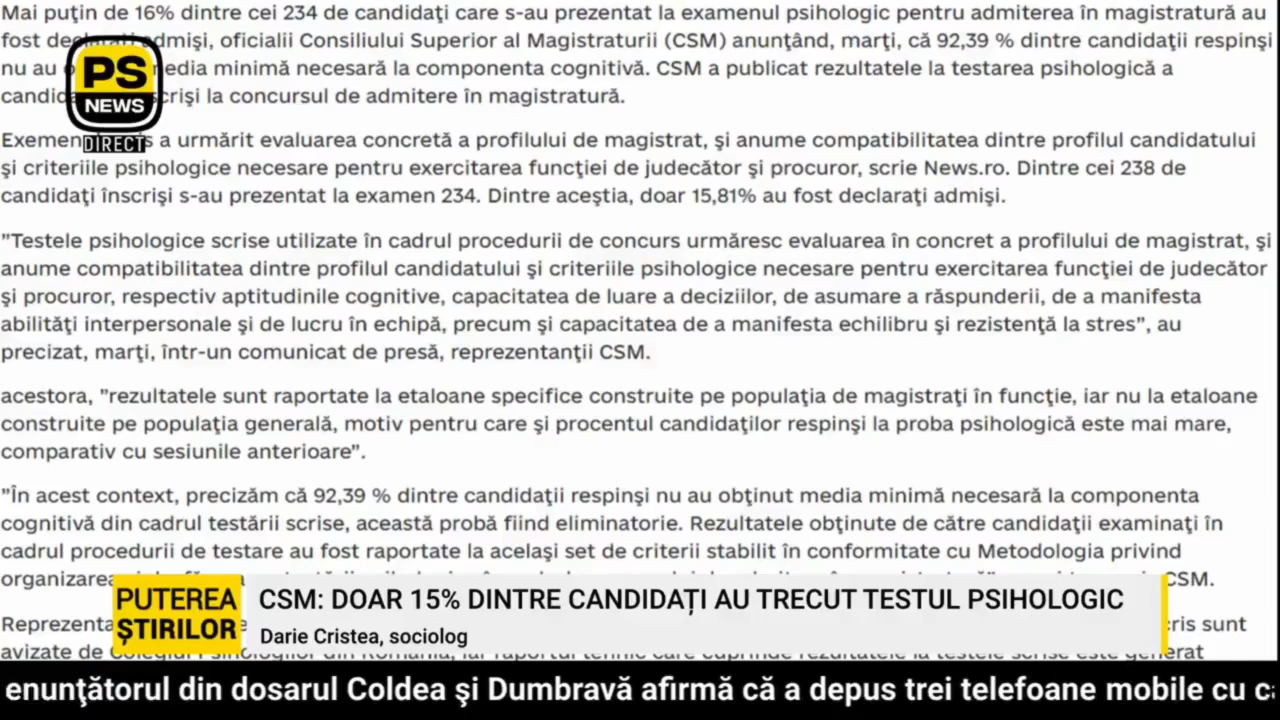 Mai puţin de 16% dintre cei 234 de candidaţi care s-au prezentat la examenul psihologic pentru admiterea în magistratură au
fost admişi, oficialii Consiliului Superior al Magistraturii (CSM) anunţând, marţi, că 92,39 % dintre candidaţii respinşi
nu au media minimă necesară la componenta cognitivă. CSM a publicat rezultatele la testarea psihologică a
la concursul de admitere în magistratură.
PS
NEWS
DIRECT
a urmărit evaluarea concretă a profilului de magistrat, şi anume compatibilitatea dintre profilul candidatului
şi criteriile psihologice necesare pentru exercitarea funcţiei de judecător şi procuror, scrie News.ro. Dintre cei 238 de
candidaţi înscrişi s-au prezentat la examen 234. Dintre aceştia, doar 15,81% au fost declaraţi admişi.
”Testele psihologice scrise utilizate în cadrul procedurii de concurs urmăresc evaluarea în concret a profilului de magistrat, şi
anume compatibilitatea dintre profilul candidatului şi criteriile psihologice necesare pentru exercitarea funcţiei de judecător
şi procuror, respectiv aptitudinile cognitive, capacitatea de luare a deciziilor, de asumare a răspunderii, de a manifesta
abilităţi interpersonale şi de lucru în echipă, precum şi capacitatea de a manifesta echilibru şi rezistenţă la stres”, au
precizat, marţi, într-un comunicat de presă, reprezentanţii CSM.
acestora, ”rezultatele sunt raportate la etaloane specifice construite pe populaţia de magistraţi în funcţie, iar nu la etaloane
construite pe populaţia generală, motiv pentru care şi procentul candidaţilor respinşi la proba psihologică este mai mare,
comparativ cu sesiunile anterioare”.
”În acest context, precizăm că 92,39 % dintre candidaţii respinşi nu au obţinut media minimă necesară la componenta
cognitivă din cadrul testării scrise, această probă fiind eliminatorie. Rezultatele obţinute de către candidaţii examinaţi în
cadrul procedurii de testare au fost raportate la acelaşi set de criterii stabilit în conformitate cu Metodologia privind
CSM.
sunt
avizate de
PUTEREA
ȘTIRILOR
CSM: DOAR 15% DINTRE CANDIDAȚI AU TRECUT TESTUL PSIHOLOGIC
Darie Cristea, sociolog
enunţătorul din dosarul Coldea şi Dumbravă afirmă că a depus trei telefoane mobile cu